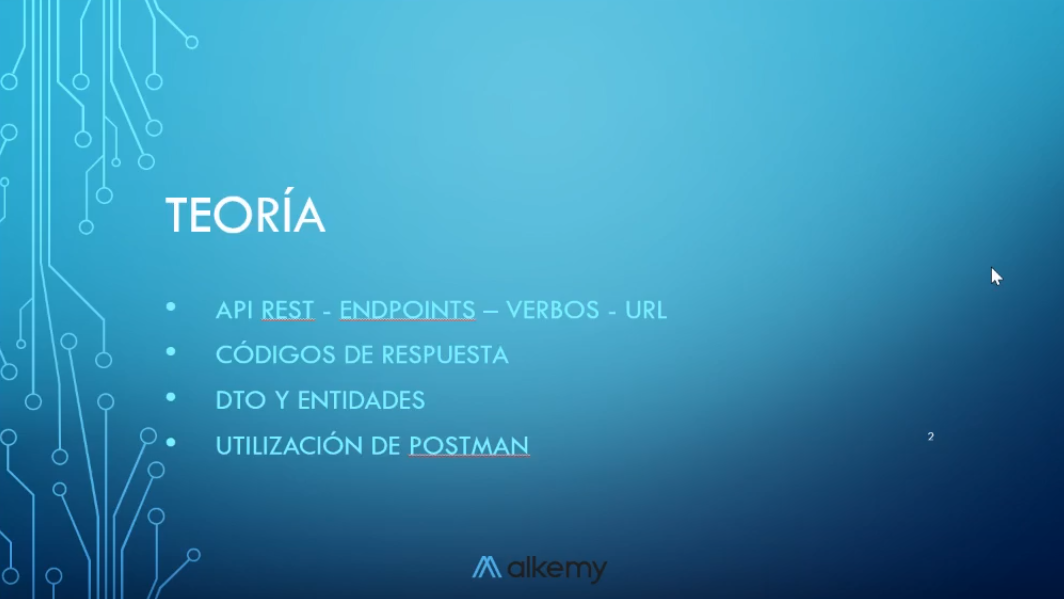 TEORÍA
• API REST - ENDPOINTS – VERBOS - URL
• CÓDIGOS DE RESPUESTA
• DTO Y ENTIDADES
• UTILIZACIÓN DE POSTMAN
2
alkemy